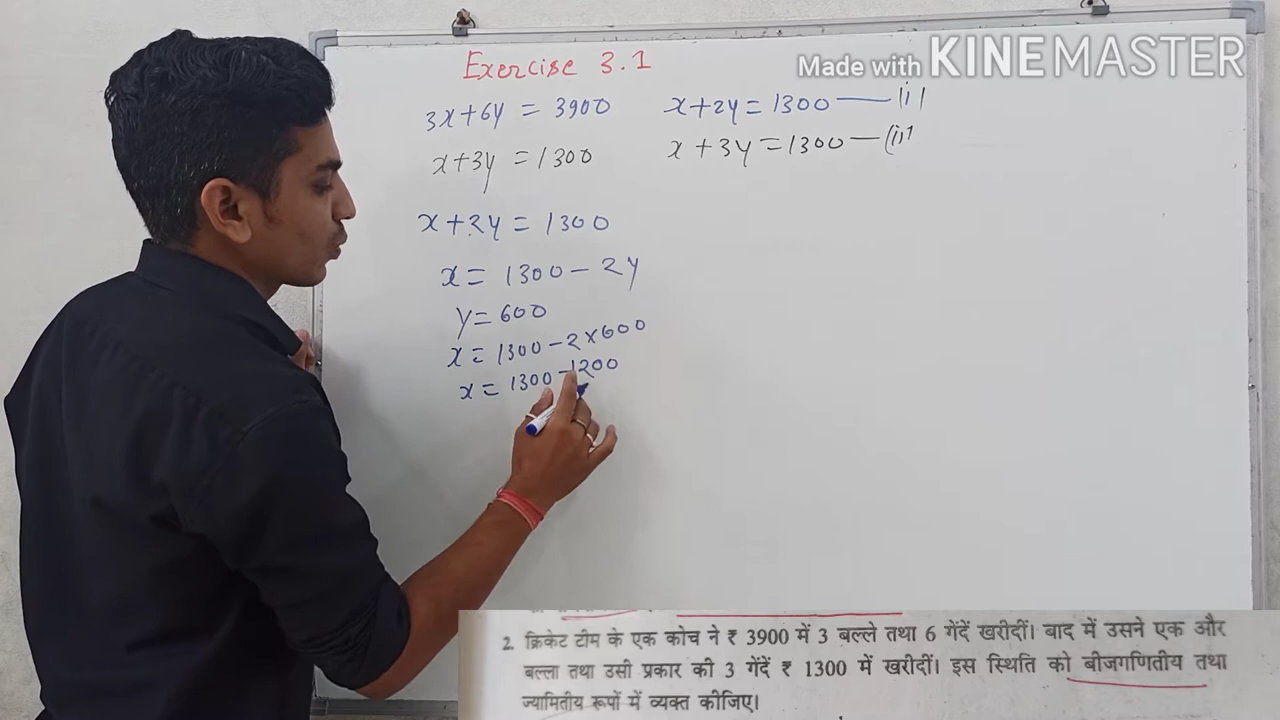 Made with KINEMASTER
Exercise 3.1
3x+6y = 3900
x+2y = 1300 — (i)
x+3y = 1300
x+3y = 1300 — (ii)
x+2y = 1300
x = 1300 - 2y
y = 600
x = 1300 - 2×600
x = 1300 - 1200
2. क्रिकेट टीम के एक कोच ने ₹ 3900 में 3 बल्ले तथा 6 गेंदें खरीदीं। बाद में उसने एक और
बल्ला तथा उसी प्रकार की 3 गेंदें ₹ 1300 में खरीदीं। इस स्थिति को बीजगणितीय तथा
ज्यामितीय रूपों में व्यक्त कीजिए।